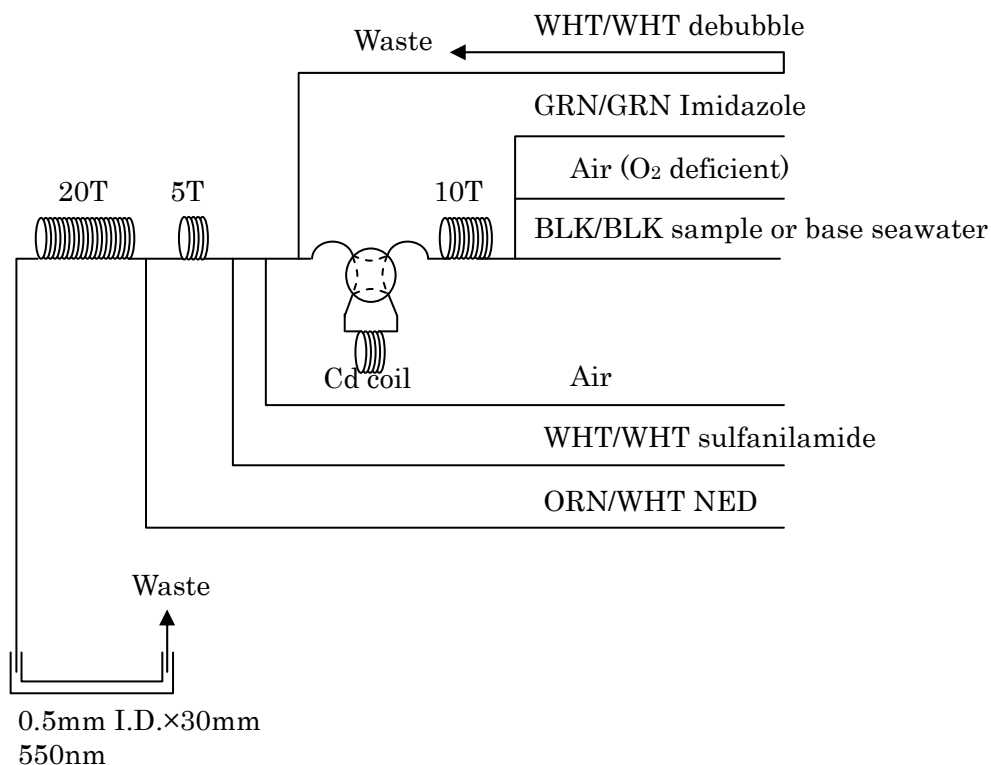 WHT/WHT debubble
Waste
GRN/GRN Imidazole
20T
5T
10T
Air (O₂ deficient)
BLK/BLK sample or base seawater
Cd coil
Air
WHT/WHT sulfanilamide
ORN/WHT NED
Waste
0.5mm I.D.×30mm
550nm